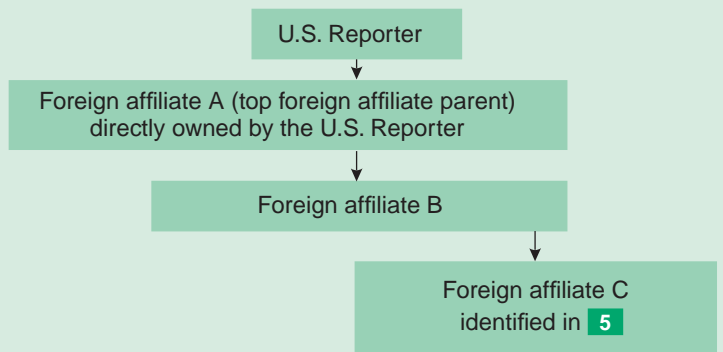 U.S. Reporter
Foreign affiliate A (top foreign affiliate parent)
directly owned by the U.S. Reporter
Foreign affiliate B
Foreign affiliate C
identified in 5